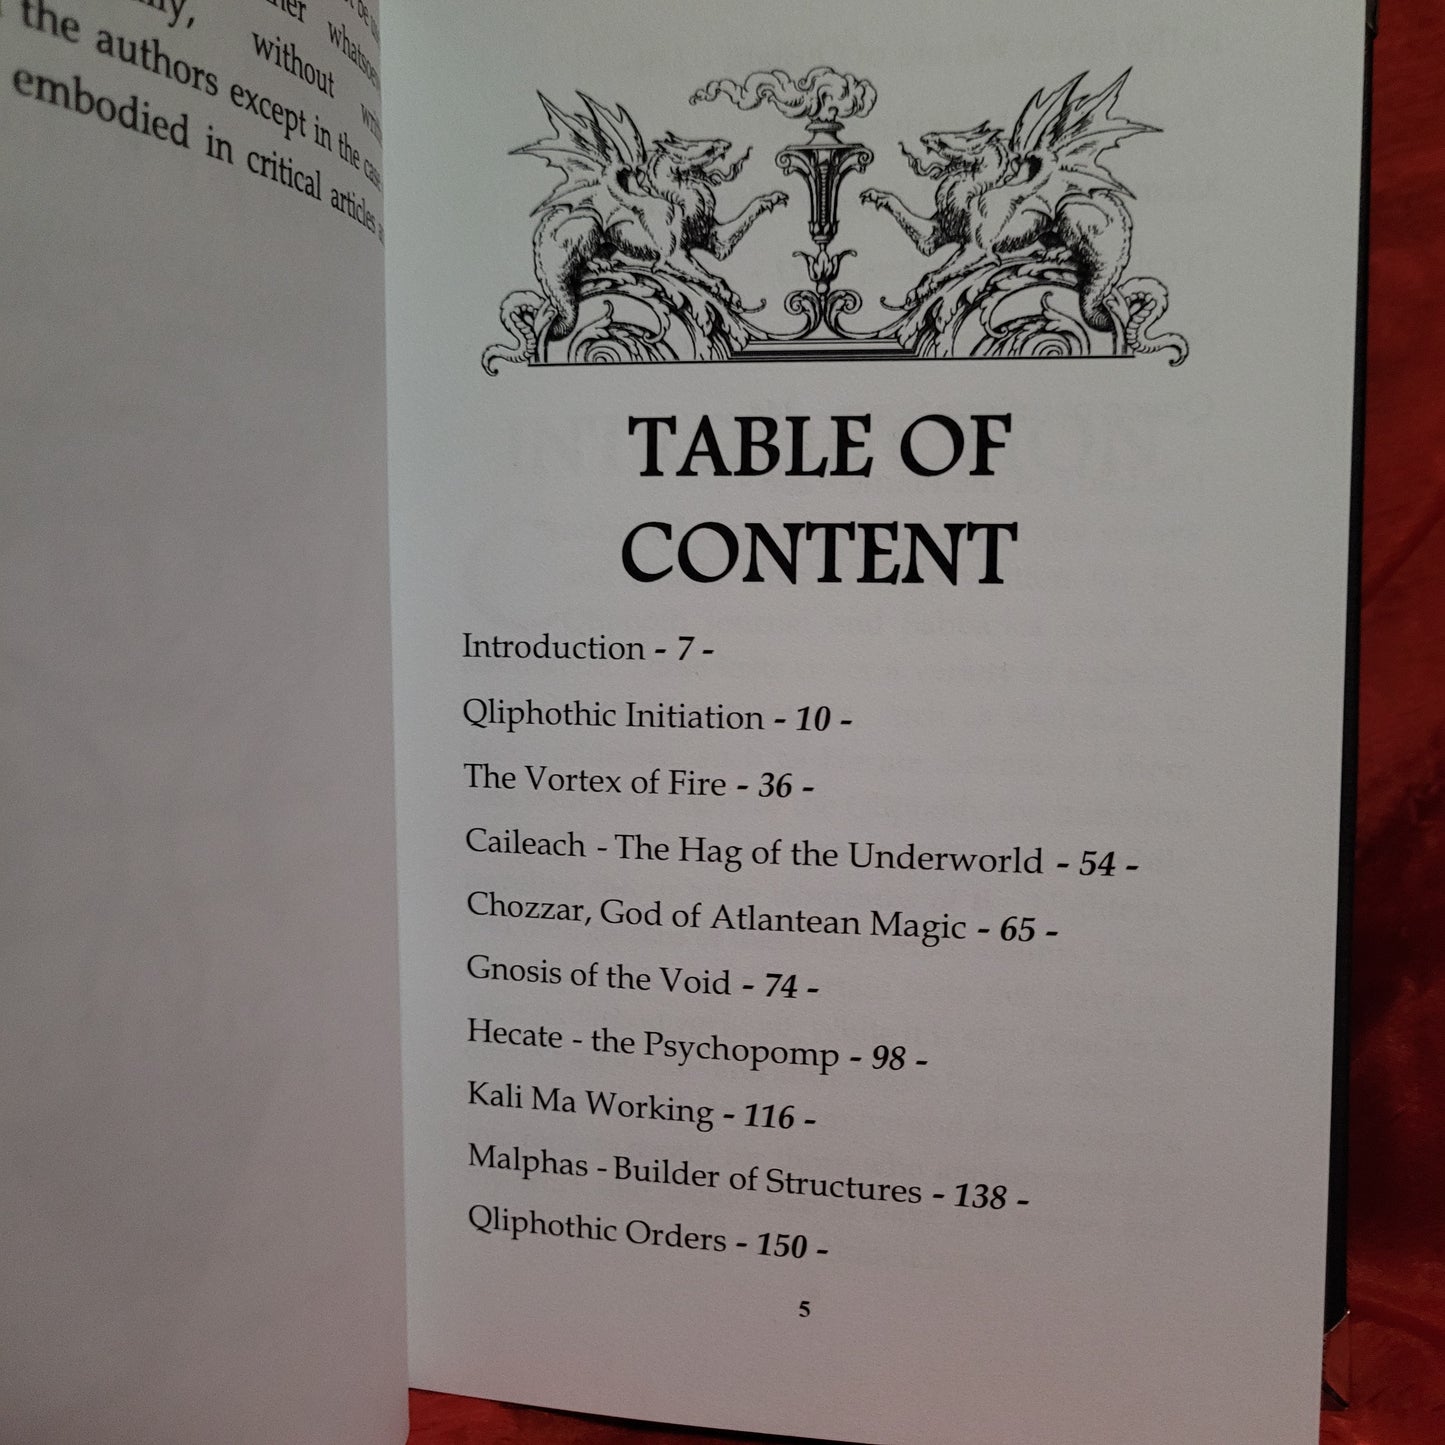 without
the authors except in the case
embodied in critical articles
TABLE OF
CONTENT
Introduction - 7 -
Qliphothic Initiation - 10 -
The Vortex of Fire - 36 -
Caileach - The Hag of the Underworld - 54 -
Chozzar, God of Atlantean Magic - 65 -
Gnosis of the Void - 74 -
Hecate - the Psychopomp - 98 -
Kali Ma Working - 116 -
Malphas - Builder of Structures - 138 -
Qliphothic Orders - 150 -
5